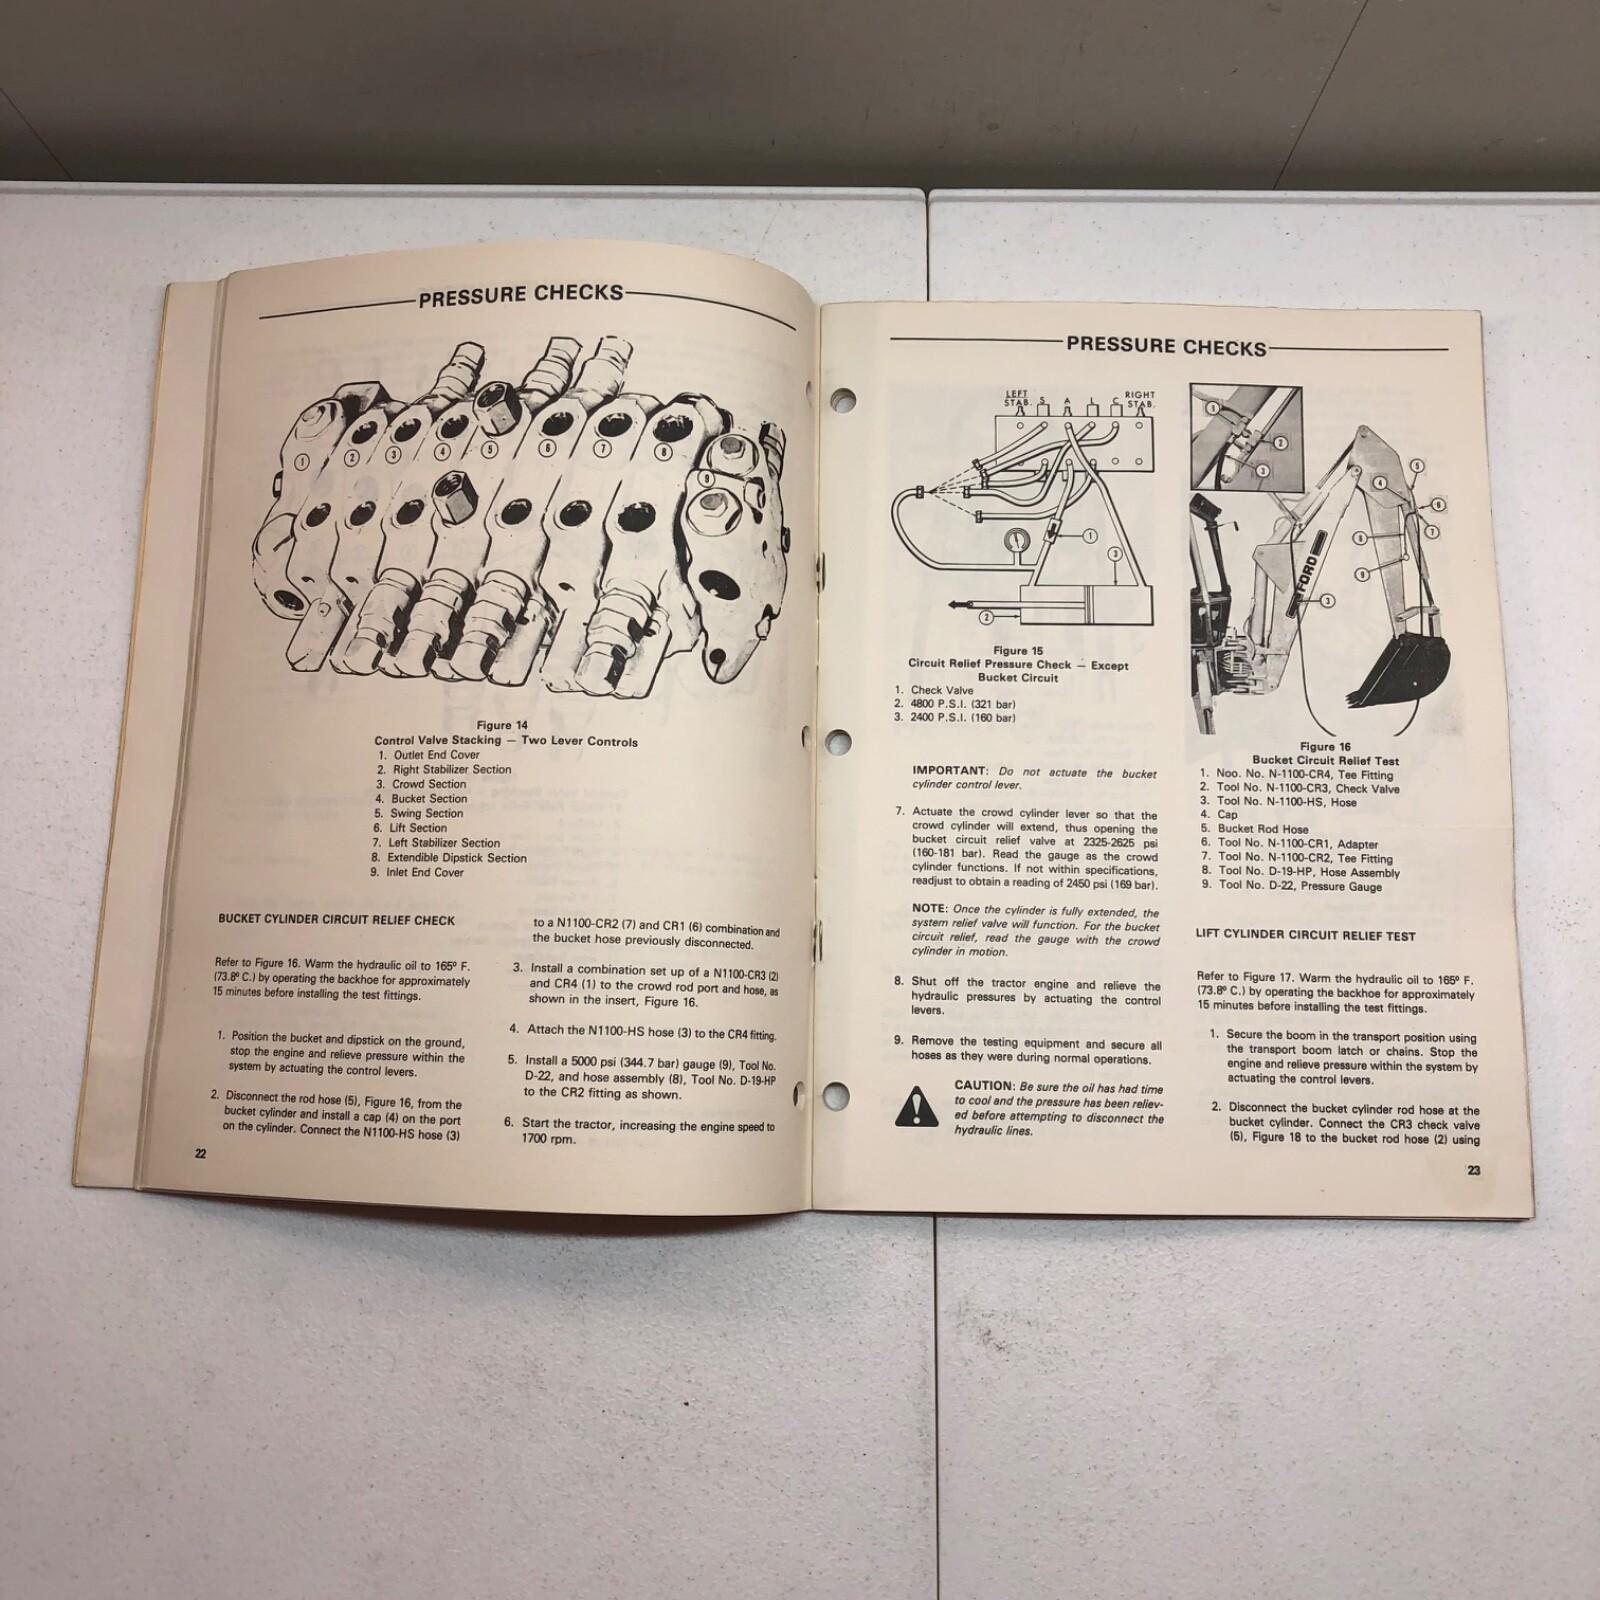 PRESSURE CHECKS
1
2
3
4
5
6
7
8
9
Figure 14
Control Valve Stacking — Two Lever Controls
1. Outlet End Cover
2. Right Stabilizer Section
3. Crowd Section
4. Bucket Section
5. Swing Section
6. Lift Section
7. Left Stabilizer Section
8. Extendible Dipstick Section
9. Inlet End Cover
BUCKET CYLINDER CIRCUIT RELIEF CHECK
Refer to Figure 16. Warm the hydraulic oil to 165º F.
(73.8º C.) by operating the backhoe for approximately
15 minutes before installing the test fittings.
1. Position the bucket and dipstick on the ground,
stop the engine and relieve pressure within the
system by actuating the control levers.
2. Disconnect the rod hose (5), Figure 16, from the
bucket cylinder and install a cap (4) on the port
on the cylinder. Connect the N1100-HS hose (3)
22
to a N1100-CR2 (7) and CR1 (6) combination and
the bucket hose previously disconnected.
3. Install a combination set up of a N1100-CR3 (2)
and CR4 (1) to the crowd rod port and hose, as
shown in the insert, Figure 16.
4. Attach the N1100-HS hose (3) to the CR4 fitting.
5. Install a 5000 psi (344.7 bar) gauge (9), Tool No.
D-22, and hose assembly (8), Tool No. D-19-HP
to the CR2 fitting as shown.
6. Start the tractor, increasing the engine speed to
1700 rpm.
PRESSURE CHECKS
LEFT STAB. S A L C RIGHT STAB.
1
3
2
Figure 15
Circuit Relief Pressure Check — Except
Bucket Circuit
1. Check Valve
2. 4800 P.S.I. (321 bar)
3. 2400 P.S.I. (160 bar)
IMPORTANT: Do not actuate the bucket
cylinder control lever.
7. Actuate the crowd cylinder lever so that the
crowd cylinder will extend, thus opening the
bucket circuit relief valve at 2325-2625 psi
(160-181 bar). Read the gauge as the crowd
cylinder functions. If not within specifications,
readjust to obtain a reading of 2450 psi (169 bar).
NOTE: Once the cylinder is fully extended, the
system relief valve will function. For the bucket
circuit relief, read the gauge with the crowd
cylinder in motion.
8. Shut off the tractor engine and relieve the
hydraulic pressures by actuating the control
levers.
9. Remove the testing equipment and secure all
hoses as they were during normal operations.
CAUTION: Be sure the oil has had time
to cool and the pressure has been reliev-
ed before attempting to disconnect the
hydraulic lines.
1
2
3
5
4
6
7
8
9
FORD
3
Figure 16
Bucket Circuit Relief Test
1. Noo. No. N-1100-CR4, Tee Fitting
2. Tool No. N-1100-CR3, Check Valve
3. Tool No. N-1100-HS, Hose
4. Cap
5. Bucket Rod Hose
6. Tool No. N-1100-CR1, Adapter
7. Tool No. N-1100-CR2, Tee Fitting
8. Tool No. D-19-HP, Hose Assembly
9. Tool No. D-22, Pressure Gauge
LIFT CYLINDER CIRCUIT RELIEF TEST
Refer to Figure 17. Warm the hydraulic oil to 165º F.
(73.8º C.) by operating the backhoe for approximately
15 minutes before installing the test fittings.
1. Secure the boom in the transport position using
the transport boom latch or chains. Stop the
engine and relieve pressure within the system by
actuating the control levers.
2. Disconnect the bucket cylinder rod hose at the
bucket cylinder. Connect the CR3 check valve
(5), Figure 18 to the bucket rod hose (2) using
23